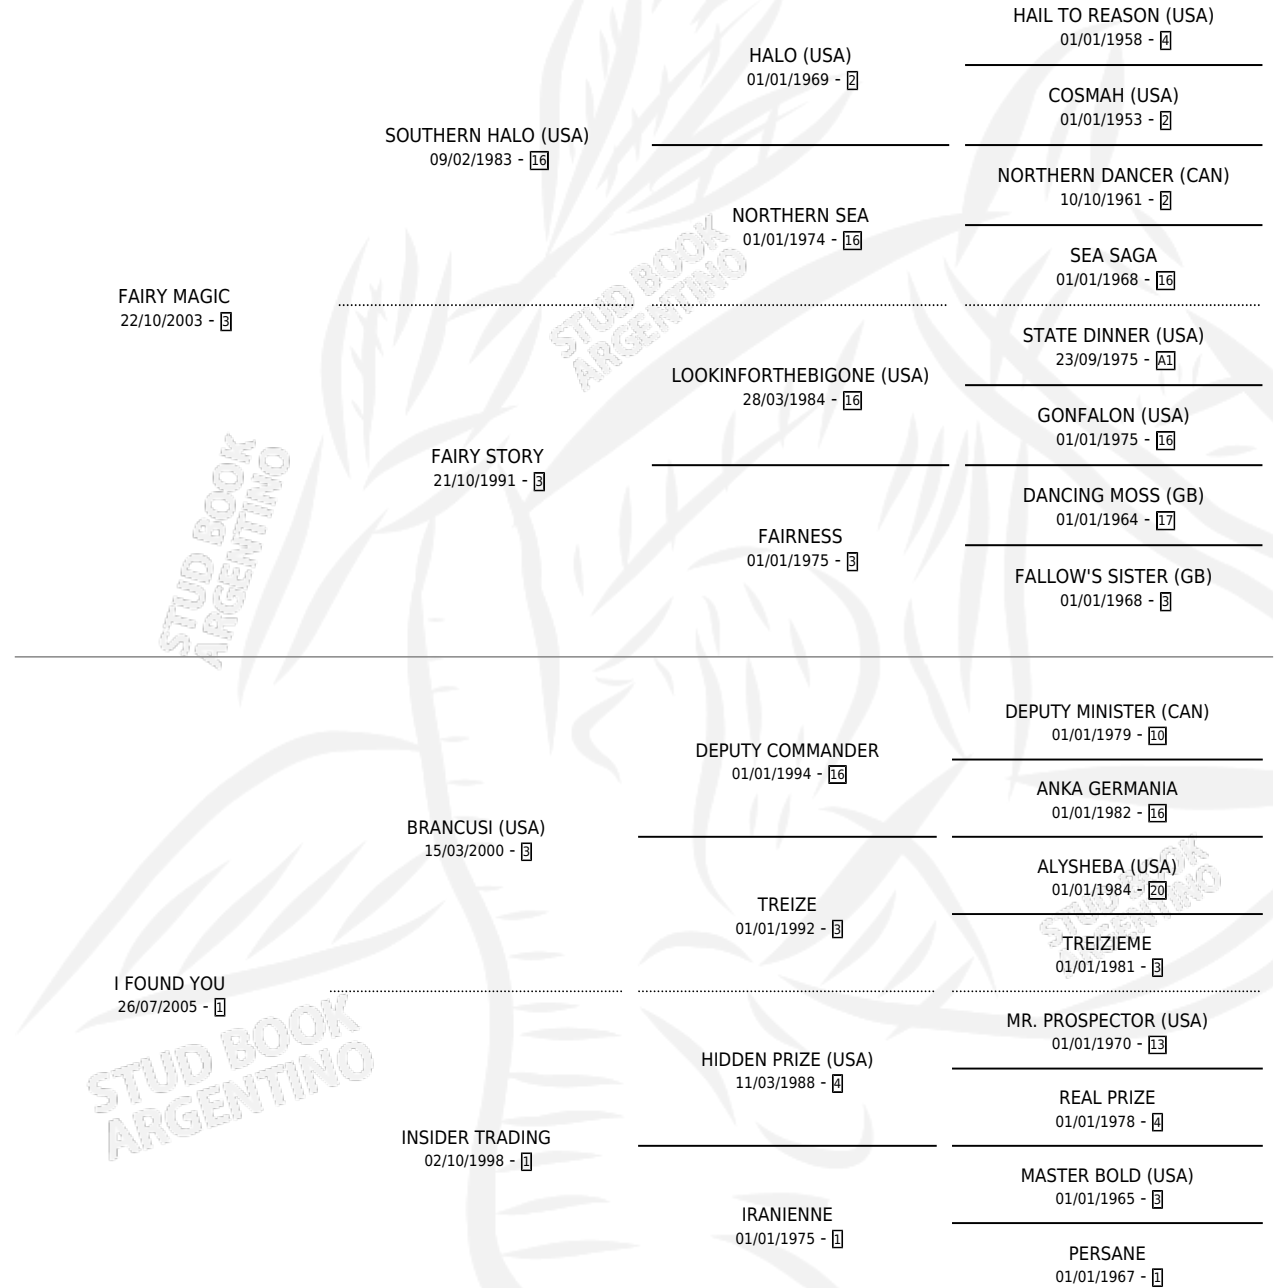 HAIL TO REASON (USA)
01/01/1958 - 4
HALO (USA)
01/01/1969 - 2
COSMAH (USA)
01/01/1953 - 2
SOUTHERN HALO (USA)
09/02/1983 - 16
NORTHERN DANCER (CAN)
10/10/1961 - 2
NORTHERN SEA
01/01/1974 - 16
SEA SAGA
01/01/1968 - 16
FAIRY MAGIC
22/10/2003 - 3
STATE DINNER (USA)
23/09/1975 - A1
LOOKINFORTHEBIGONE (USA)
28/03/1984 - 16
GONFALON (USA)
01/01/1975 - 16
FAIRY STORY
21/10/1991 - 3
DANCING MOSS (GB)
01/01/1964 - 17
FAIRNESS
01/01/1975 - 3
FALLOW'S SISTER (GB)
01/01/1968 - 3
DEPUTY MINISTER (CAN)
01/01/1979 - 10
DEPUTY COMMANDER
01/01/1994 - 16
ANKA GERMANIA
01/01/1982 - 16
BRANCUSI (USA)
15/03/2000 - 3
ALYSHEBA (USA)
01/01/1984 - 20
TREIZE
01/01/1992 - 3
TREIZIEME
01/01/1981 - 3
I FOUND YOU
26/07/2005 - 1
MR. PROSPECTOR (USA)
01/01/1970 - 13
HIDDEN PRIZE (USA)
11/03/1988 - 4
REAL PRIZE
01/01/1978 - 4
INSIDER TRADING
02/10/1998 - 1
MASTER BOLD (USA)
01/01/1965 - 3
IRANIENNE
01/01/1975 - 1
PERSANE
01/01/1967 - 1
STUD BOOK
ARGENTINO
STUD BOOK
ARGENTINO
STUD BOOK
ARGENTINO
STUD BOOK
ARGENTINO